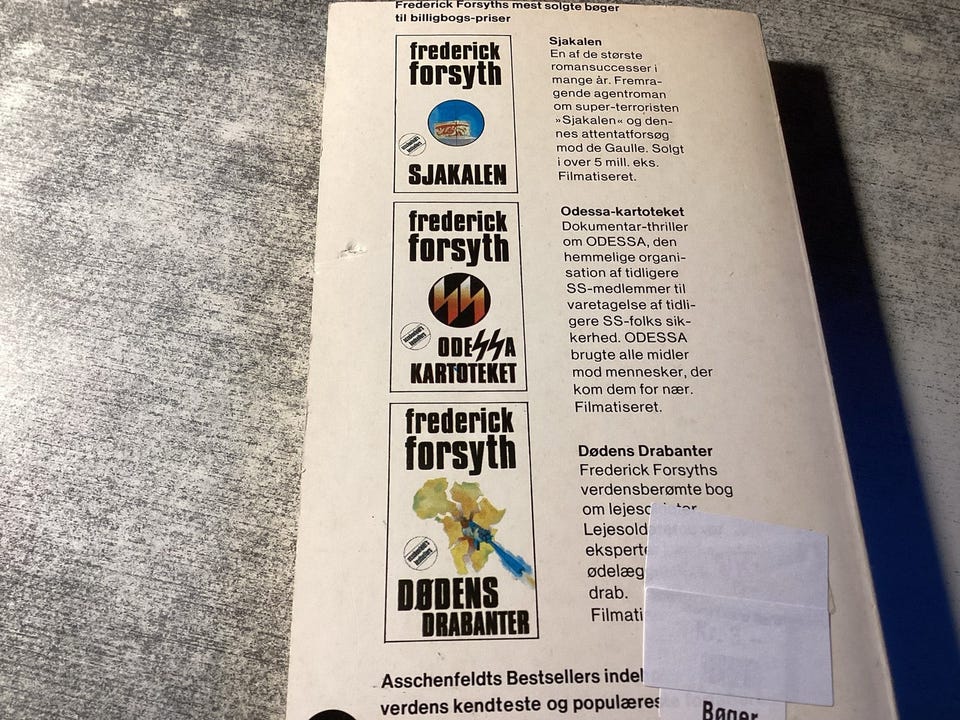 Frederick Forsyths mest solgte bøger
til billigbogs-priser
frederick
forsyth
SJAKALEN
Sjakalen
En af de største
romansuccesser i
mange år. Fremra-
gende agentroman
om super-terroristen
»Sjakalen« og den-
nes attentatforsøg
mod de Gaulle. Solgt
i over 5 mill. eks.
Filmatiseret.
frederick
forsyth
ODESSA
KARTOTEKET
Odessa-kartoteket
Dokumentar-thriller
om ODESSA, den
hemmelige organi-
sation af tidligere
SS-medlemmer til
varetagelse af tidli-
gere SS-folks sik-
kerhed. ODESSA
brugte alle midler
mod mennesker, der
kom dem for nær.
Filmatiseret.
frederick
forsyth
DØDENS
DRABANTER
Dødens Drabanter
Frederick Forsyths
verdensberømte bog
om
drab.
Asschenfeldts Bestsellers
verdens kendteste og populæreste
Bøger